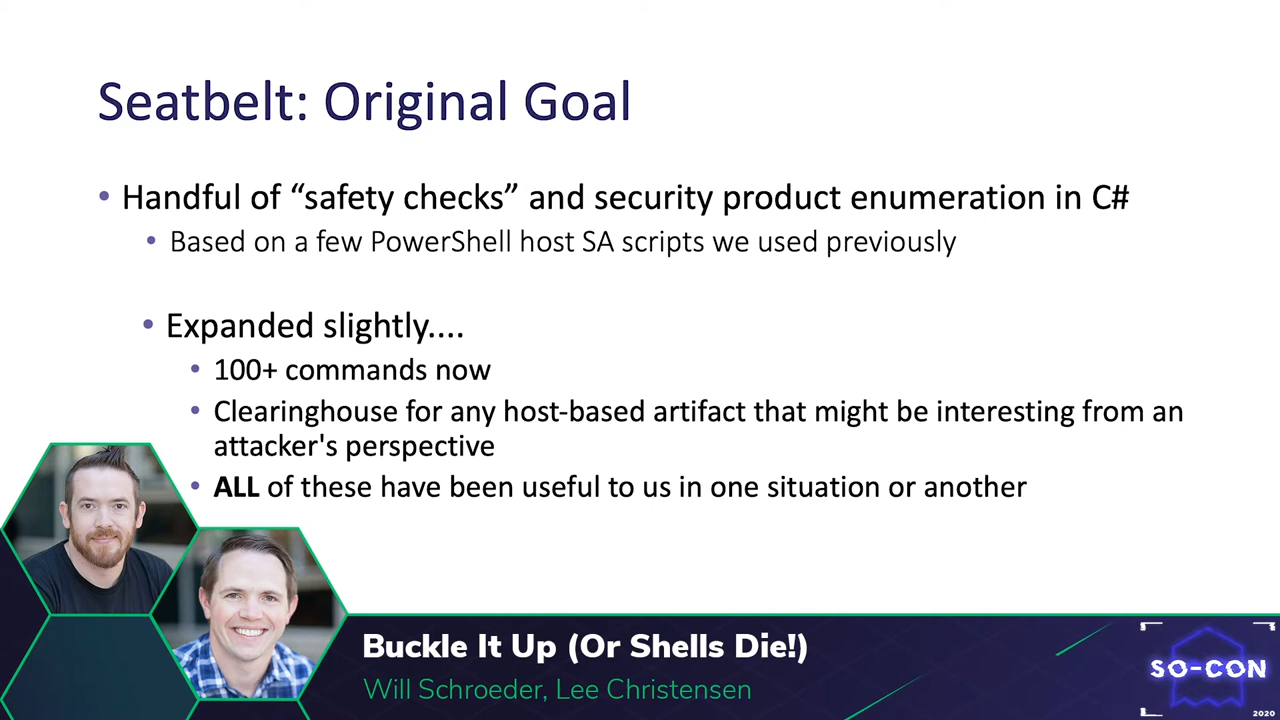 Seatbelt: Original Goal
• Handful of “safety checks” and security product enumeration in C#
• Based on a few PowerShell host SA scripts we used previously
• Expanded slightly....
• 100+ commands now
• Clearinghouse for any host-based artifact that might be interesting from an
attacker's perspective
• ALL of these have been useful to us in one situation or another
Buckle It Up (Or Shells Die!)
Will Schroeder, Lee Christensen
SO-CON
2020